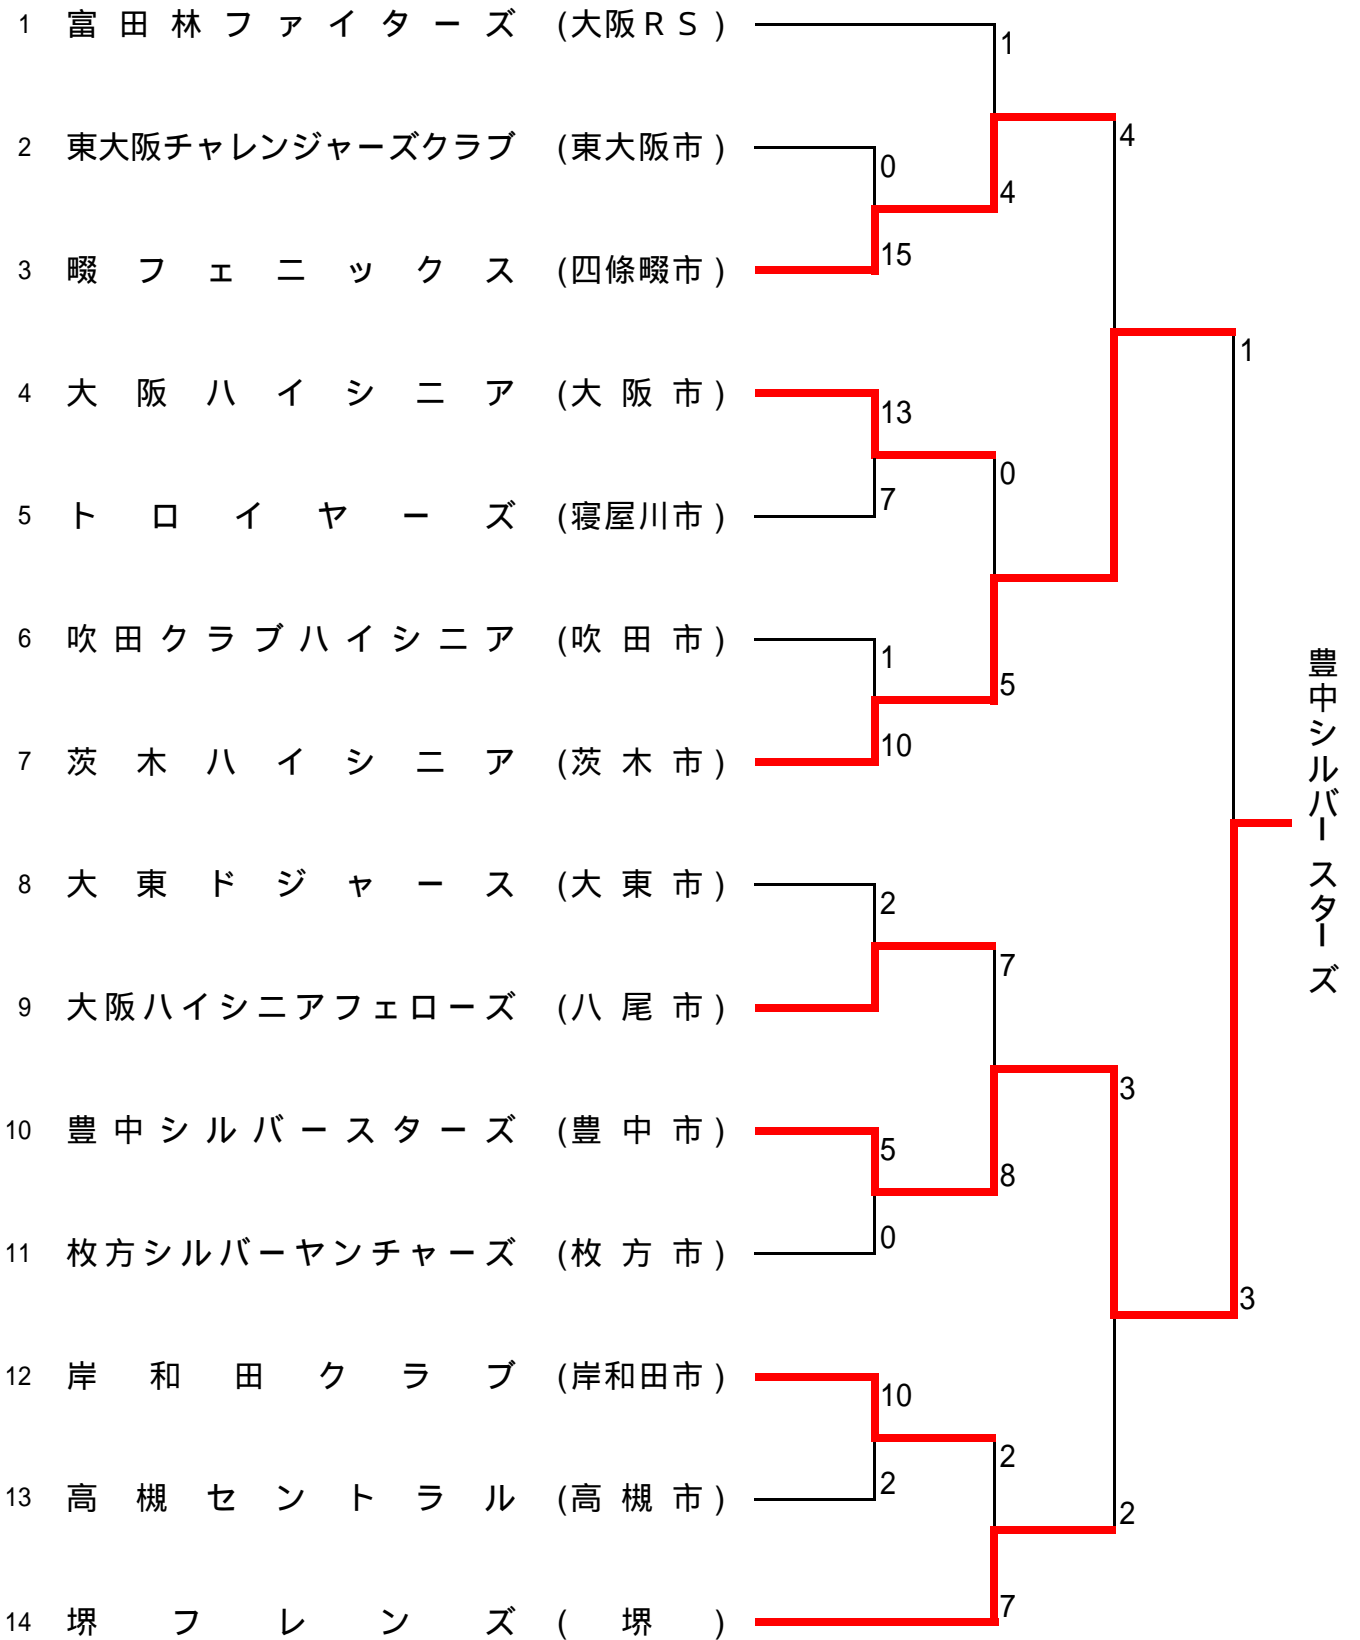 1 富田林ファイターズ (大阪ＲＳ)
1
2 東大阪チャレンジャーズクラブ (東大阪市)
0
4
4
3 畷フェニックス (四條畷市)
15
1
4 大阪ハイシニア (大阪市)
13
0
5 トロイヤーズ (寝屋川市)
7
6 吹田クラブハイシニア (吹田市)
1
5
7 茨木ハイシニア (茨木市)
10
豊中シルバースターズ
8 大東ドジャース (大東市)
2
7
9 大阪ハイシニアフェローズ (八尾市)
3
10 豊中シルバースターズ (豊中市)
5
8
11 枚方シルバーヤンチャーズ (枚方市)
0
3
12 岸和田クラブ (岸和田市)
10
2
13 高槻セントラル (高槻市)
2
2
14 堺フレンズ (堺)
7